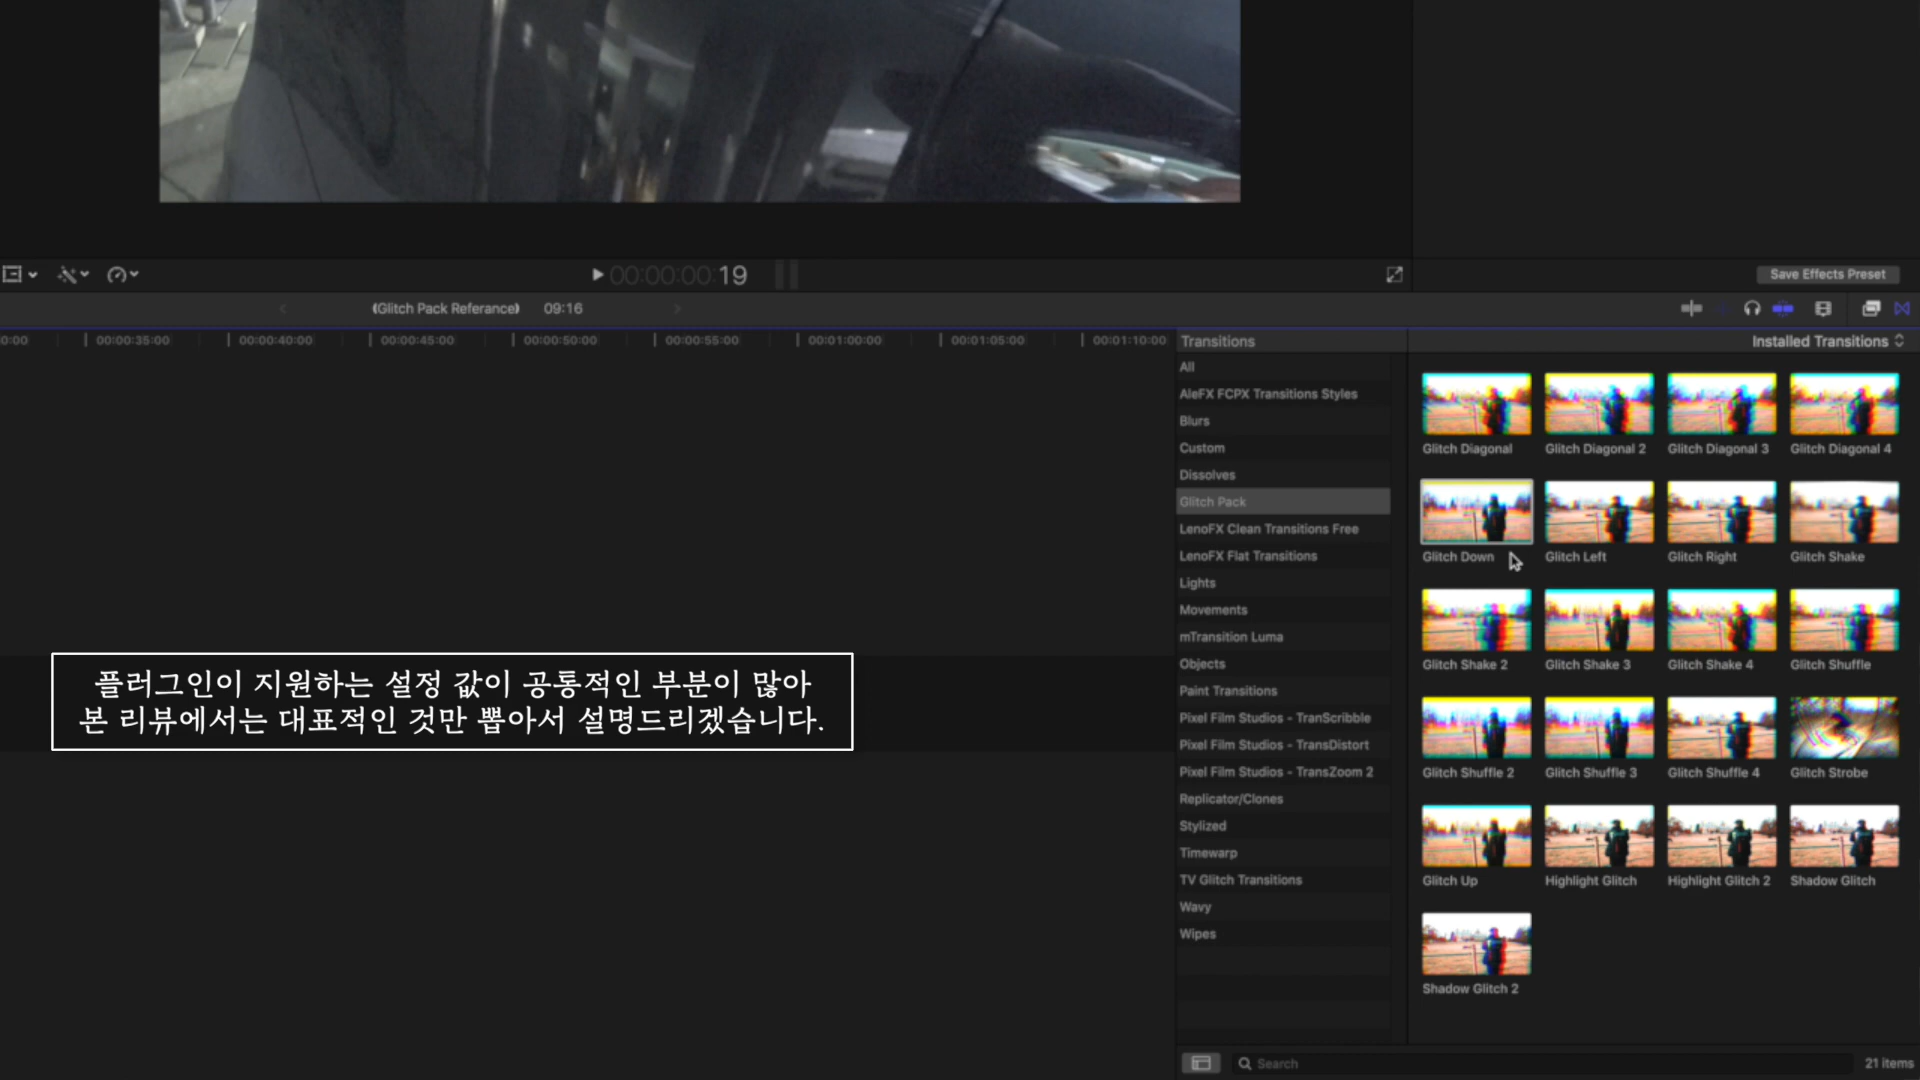 00:00:00:19
Save Effects Preset
(Glitch Pack Referance)
09:16
0:00
00:00:35:00
00:00:40:00
00:00:45:00
00:00:50:00
00:00:55:00
00:01:00:00
00:01:05:00
00:01:10:00
Transitions
Installed Transitions
All
AleFX FCPX Transitions Styles
Blurs
Custom
Dissolves
Glitch Pack
LenoFX Clean Transitions Free
LenoFX Flat Transitions
Lights
Movements
mTransition Luma
Objects
Paint Transitions
Pixel Film Studios - TranScribble
Pixel Film Studios - TransDistort
Pixel Film Studios - TransZoom 2
Replicator/Clones
Stylized
Timewarp
TV Glitch Transitions
Wavy
Wipes
Glitch Diagonal
Glitch Diagonal 2
Glitch Diagonal 3
Glitch Diagonal 4
Glitch Down
Glitch Left
Glitch Right
Glitch Shake
Glitch Shake 2
Glitch Shake 3
Glitch Shake 4
Glitch Shuffle
Glitch Shuffle 2
Glitch Shuffle 3
Glitch Shuffle 4
Glitch Strobe
Glitch Up
Highlight Glitch
Highlight Glitch 2
Shadow Glitch
Shadow Glitch 2
플러그인이 지원하는 설정 값이 공통적인 부분이 많아
본 리뷰에서는 대표적인 것만 뽑아서 설명드리겠습니다.
Search
21 items